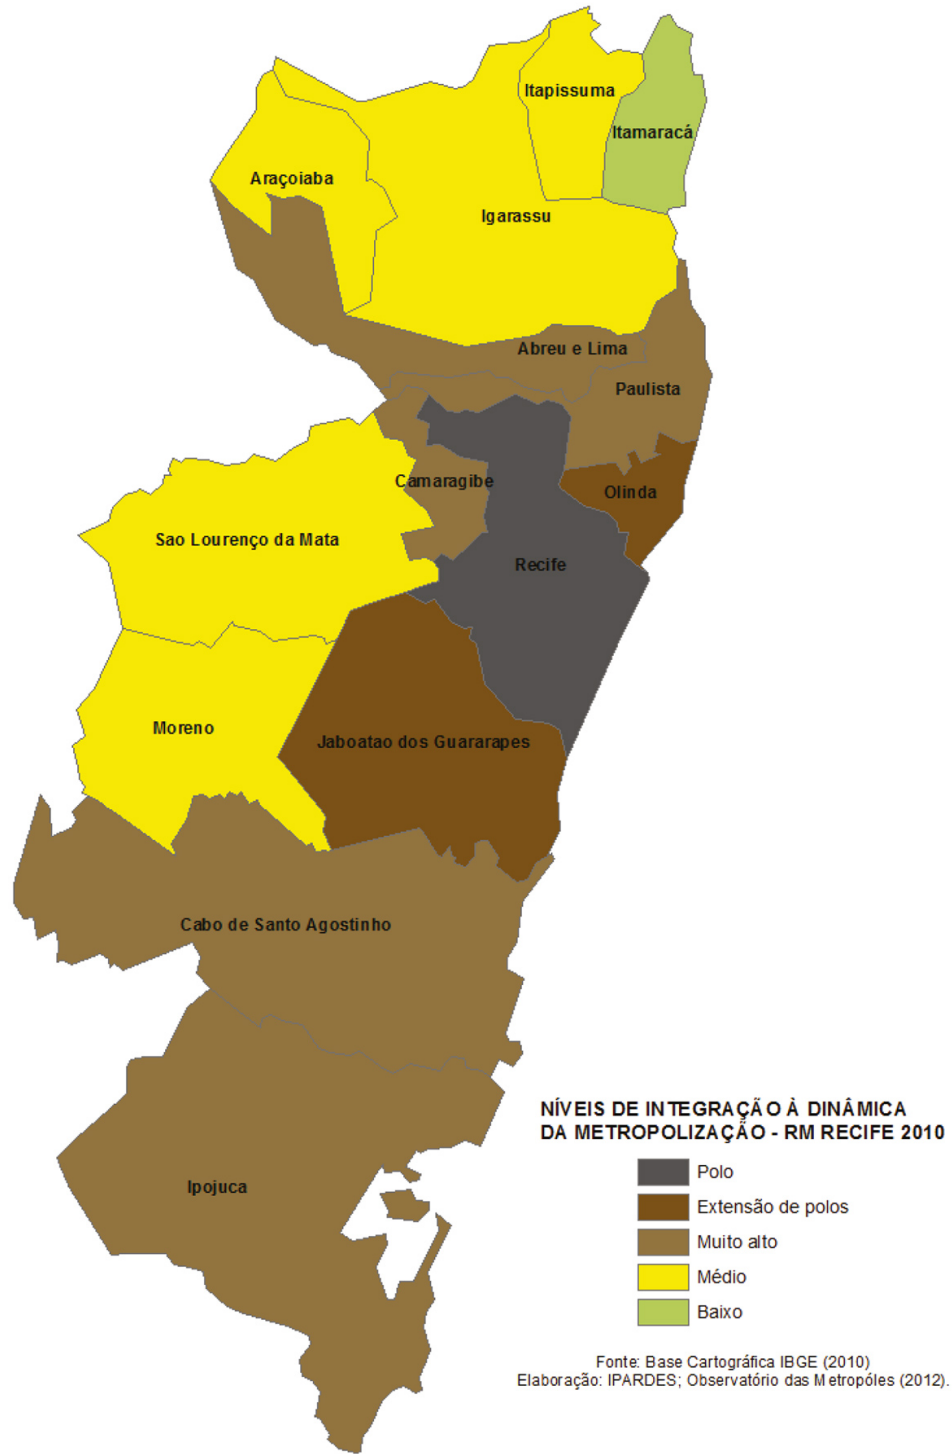 Itapissuma
Itamaracá
Araçoiaba
Igarassu
Abreu e Lima
Paulista
Camaragibe
Olinda
Sao Lourenço da Mata
Recife
Moreno
Jaboatao dos Guararapes
Cabo de Santo Agostinho
Ipojuca
NÍVEIS DE INTEGRAÇÃO À DINÂMICA
DA METROPOLIZAÇÃO - RM RECIFE 2010
Polo
Extensão de polos
Muito alto
Médio
Baixo
Fonte: Base Cartográfica IBGE (2010)
Elaboração: IPARDES; Observatório das Metropóles (2012).